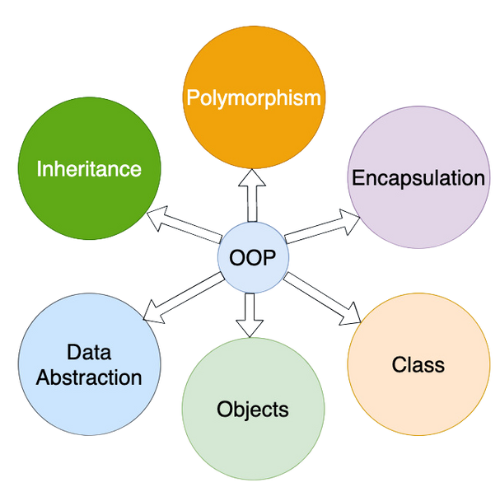 Polymorphism
Inheritance
Encapsulation
OOP
Data
Abstraction
Class
Objects